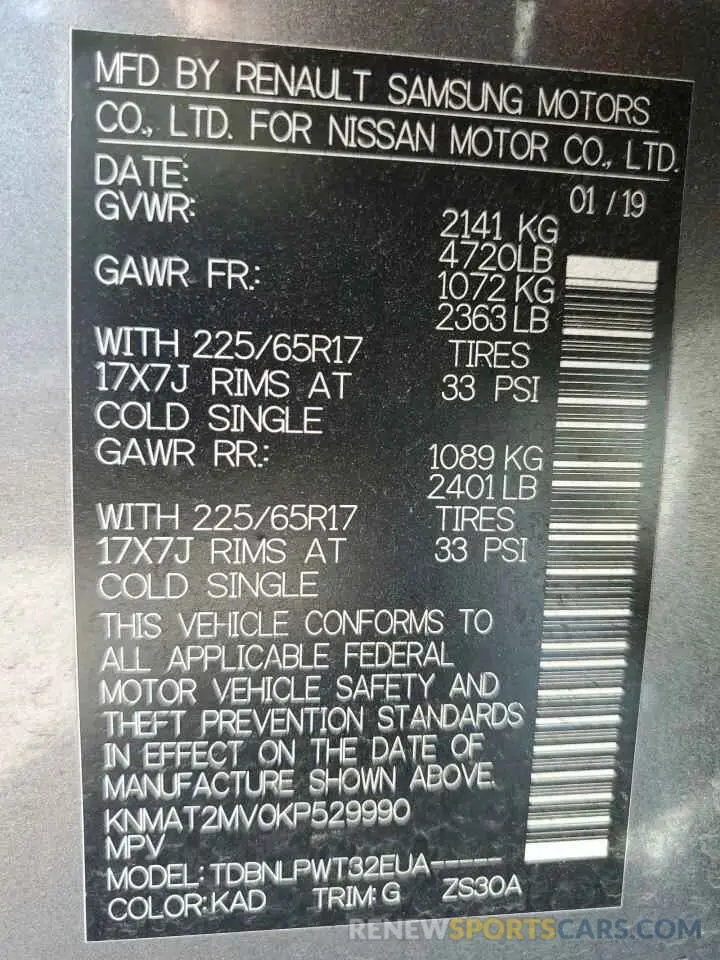 MFD BY RENAULT SAMSUNG MOTORS
CO., LTD. FOR NISSAN MOTOR CO., LTD.
DATE: 01 / 19
GVWR: 2141 KG
4720LB
GAWR FR.: 1072 KG
2363 LB
WITH 225/65R17 TIRES
17X7J RIMS AT 33 PSI
COLD SINGLE
GAWR RR.: 1089 KG
2401 LB
WITH 225/65R17 TIRES
17X7J RIMS AT 33 PSI
COLD SINGLE
THIS VEHICLE CONFORMS TO
ALL APPLICABLE FEDERAL
MOTOR VEHICLE SAFETY AND
THEFT PREVENTION STANDARDS
IN EFFECT ON THE DATE OF
MANUFACTURE SHOWN ABOVE.
KNMAT2MV0KP529990
MPV
MODEL: TDBNLPWT32EUA-----
COLOR: KAD TRIM: G ZS30A
RENEWSPORTSCARS.COM